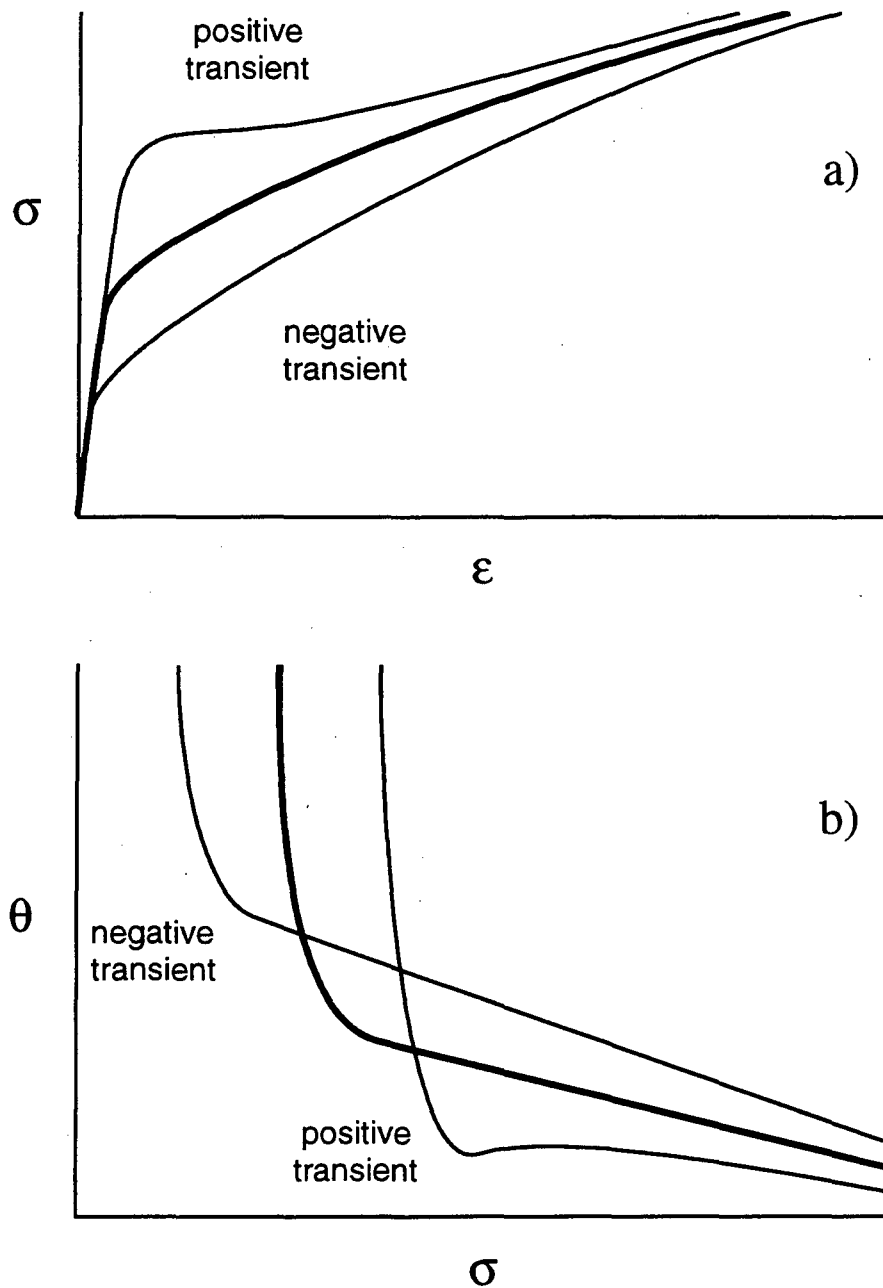 positive
transient
a)
σ
negative
transient
ε
b)
θ
negative
transient
positive
transient
σ